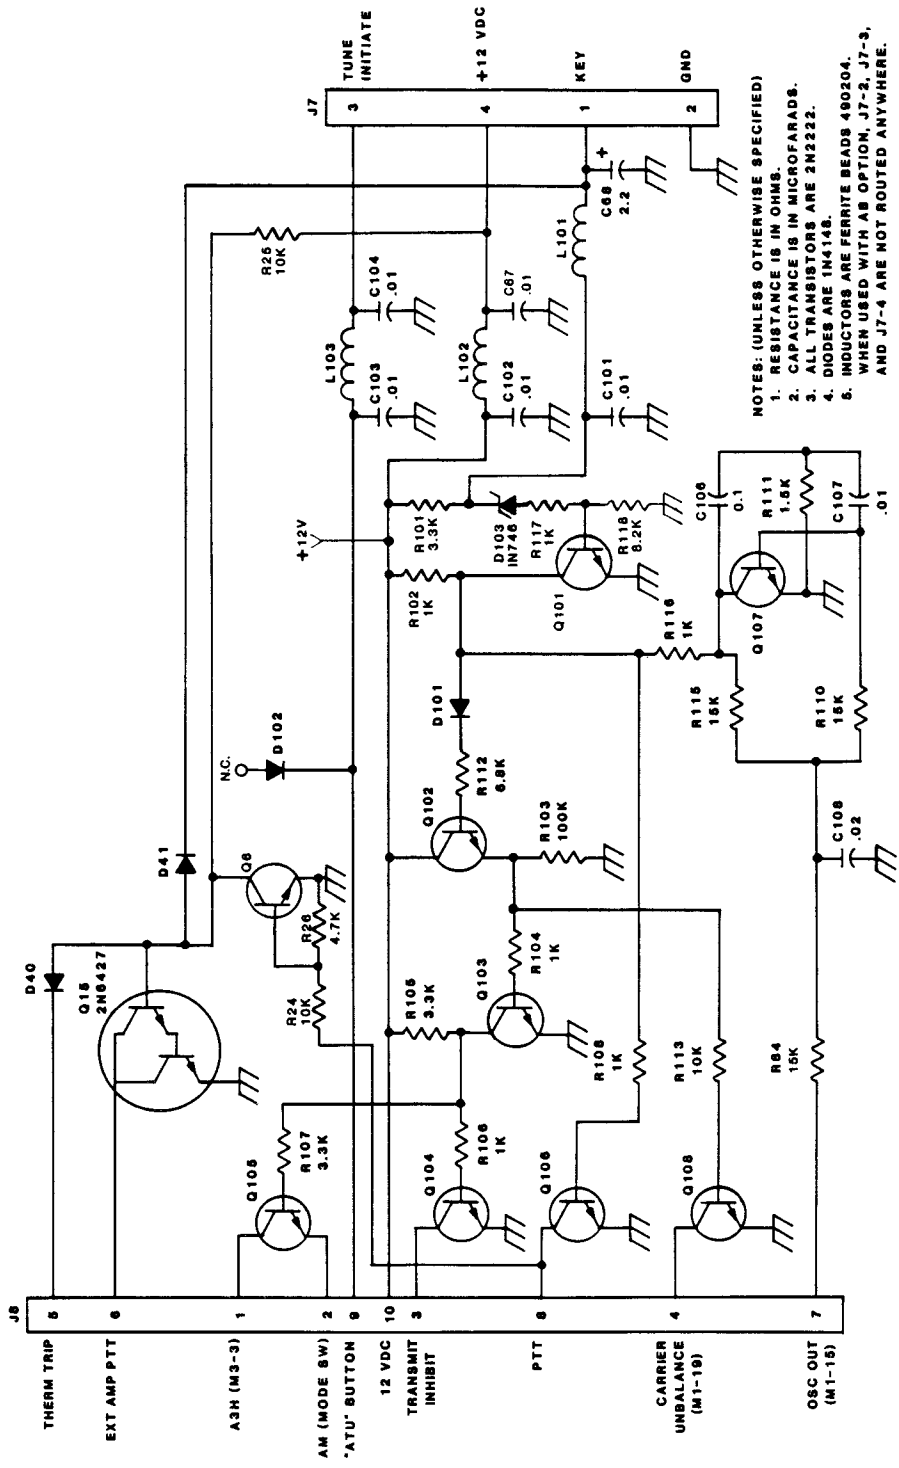 J8
THERM TRIP
5
EXT AMP PTT
6
A3H (M3-3)
1
AM (MODE SW)
2
"ATU" BUTTON
9
12 VDC
10
TRANSMIT
INHIBIT
3
PTT
8
CARRIER
UNBALANCE
(M1-19)
4
OSC OUT
(M1-15)
7
D40
Q15
2N6427
D41
Q6
R24
10K
R26
4.7K
N.C.
D102
R25
10K
Q105
R107
3.3K
Q104
R106
1K
R105
3.3K
Q103
R104
1K
Q102
R103
100K
R112
6.8K
D101
Q106
R108
1K
Q108
R113
10K
R64
15K
C108
.02
R115
15K
R110
15K
R116
1K
Q107
C106
0.1
R111
1.5K
C107
.01
+12V
R102
1K
Q101
R101
3.3K
D103
IN746
R117
1K
R118
8.2K
L103
C103
.01
C104
.01
L102
C102
.01
C67
.01
L101
C101
.01
C68
2.2
+
J7
3
TUNE
INITIATE
4
+12 VDC
1
KEY
2
GND
NOTES: (UNLESS OTHERWISE SPECIFIED)
1. RESISTANCE IS IN OHMS.
2. CAPACITANCE IS IN MICROFARADS.
3. ALL TRANSISTORS ARE 2N2222.
4. DIODES ARE 1N4148.
5. INDUCTORS ARE FERRITE BEADS 490204.
WHEN USED WITH AB OPTION, J7-2, J7-3,
AND J7-4 ARE NOT ROUTED ANYWHERE.